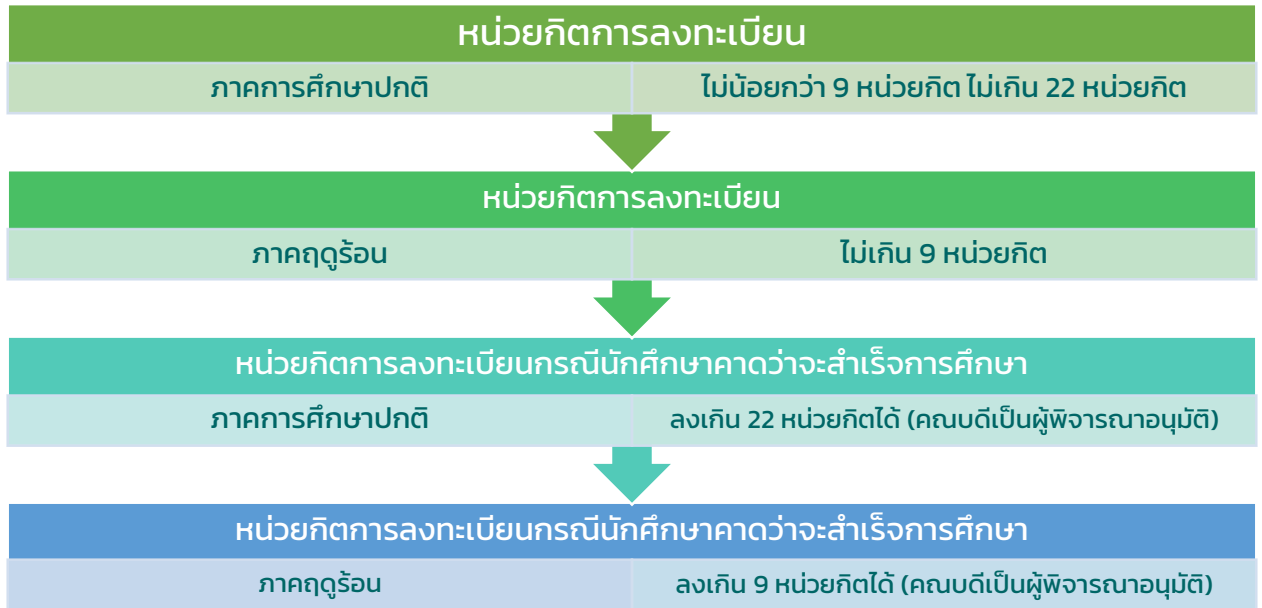 หน่วยกิตการลงทะเบียน
ภาคการศึกษาปกติ ไม่น้อยกว่า 9 หน่วยกิต ไม่เกิน 22 หน่วยกิต
หน่วยกิตการลงทะเบียน
ภาคฤดูร้อน ไม่เกิน 9 หน่วยกิต
หน่วยกิตการลงทะเบียนกรณีนักศึกษาคาดว่าจะสำเร็จการศึกษา
ภาคการศึกษาปกติ ลงเกิน 22 หน่วยกิตได้ (คณบดีเป็นผู้พิจารณาอนุมัติ)
หน่วยกิตการลงทะเบียนกรณีนักศึกษาคาดว่าจะสำเร็จการศึกษา
ภาคฤดูร้อน ลงเกิน 9 หน่วยกิตได้ (คณบดีเป็นผู้พิจารณาอนุมัติ)